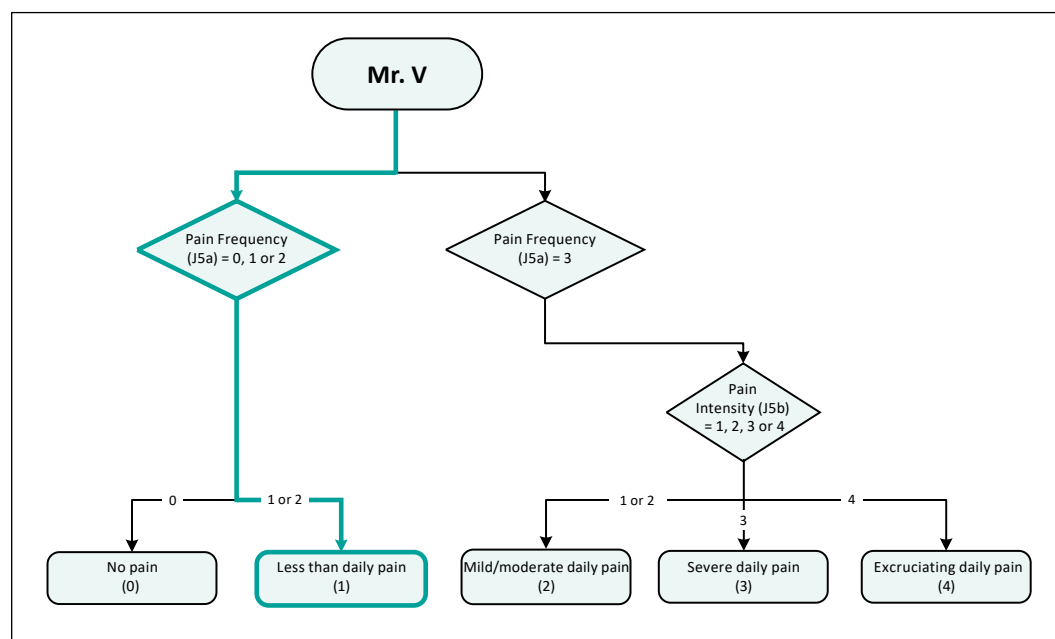 Mr. V
Pain Frequency
(J5a) = 0, 1 or 2
Pain Frequency
(J5a) = 3
Pain
Intensity (J5b)
= 1, 2, 3 or 4
0
1 or 2
1 or 2
3
4
No pain
(0)
Less than daily pain
(1)
Mild/moderate daily pain
(2)
Severe daily pain
(3)
Excruciating daily pain
(4)